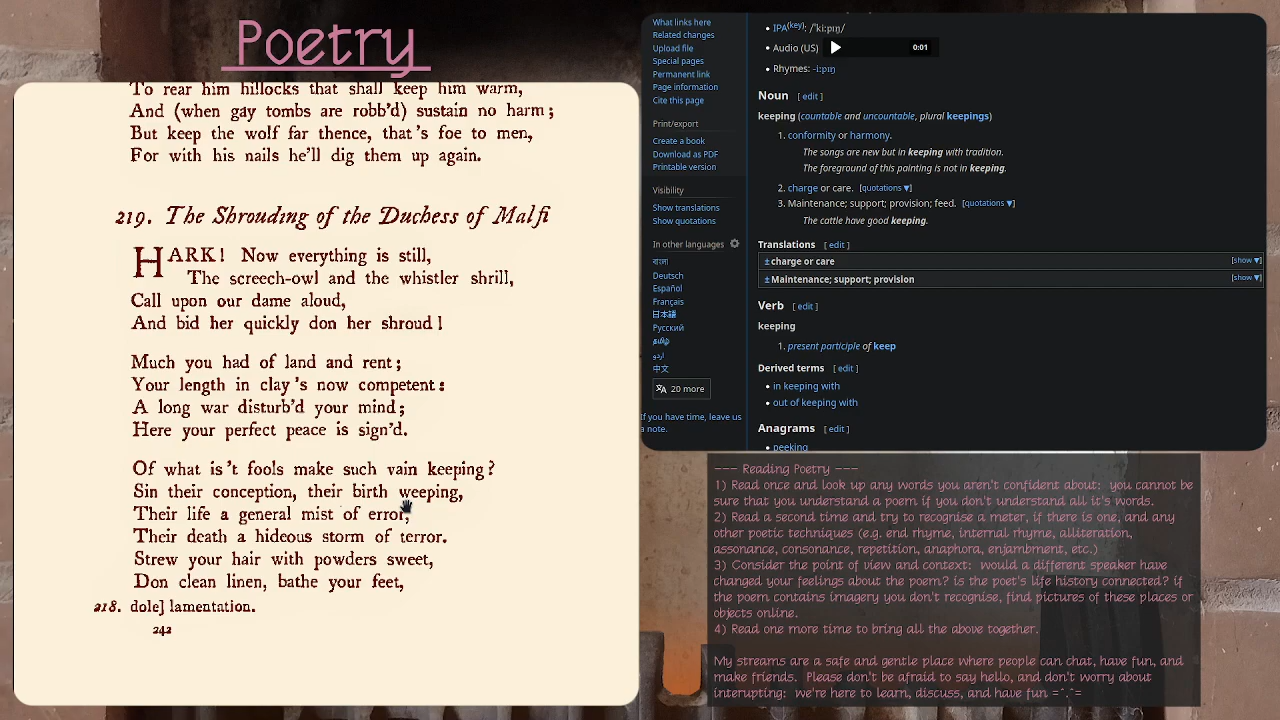 Poetry
To rear him hillocks that shall keep him warm,
And (when gay tombs are robb'd) sustain no harm;
But keep the wolf far thence, that's foe to men,
For with his nails he'll dig them up again.
219. The Shrouding of the Duchess of Malfi
HARK! Now everything is still,
The screech-owl and the whistler shrill,
Call upon our dame aloud,
And bid her quickly don her shroud!
Much you had of land and rent;
Your length in clay's now competent:
A long war disturb'd your mind;
Here your perfect peace is sign'd.
Of what is't fools make such vain keeping?
Sin their conception, their birth weeping,
Their life a general mist of error,
Their death a hideous storm of terror.
Strew your hair with powders sweet,
Don clean linen, bathe your feet,
218. dole] lamentation.
242
What links here
Related changes
Upload file
Special pages
Permanent link
Page information
Cite this page
Print/export
Create a book
Download as PDF
Printable version
Visibility
Show translations
Show quotations
In other languages
বাংলা
Deutsch
Español
Français
日本語
Русский
தமிழ்
اردو
中文
20 more
If you have time, leave us
a note.
• IPA(key): /ˈkiːpɪŋ/
• Audio (US) 0:01
• Rhymes: -iːpɪŋ
Noun [ edit ]
keeping (countable and uncountable, plural keepings)
1. conformity or harmony.
The songs are new but in keeping with tradition.
The foreground of this painting is not in keeping.
2. charge or care. [quotations ▼]
3. Maintenance; support; provision; feed. [quotations ▼]
The cattle have good keeping.
Translations [ edit ]
±charge or care [show ▼]
±Maintenance; support; provision [show ▼]
Verb [ edit ]
keeping
1. present participle of keep
Derived terms [ edit ]
• in keeping with
• out of keeping with
Anagrams [ edit ]
• peeking
--- Reading Poetry ---
1) Read once and look up any words you aren't confident about: you cannot be
sure that you understand a poem if you don't understand all it's words.
2) Read a second time and try to recognise a meter, if there is one, and any
other poetic techniques (e.g. end rhyme, internal rhyme, alliteration,
assonance, consonance, repetition, anaphora, enjambment, etc.)
3) Consider the point of view and context: would a different speaker have
changed your feelings about the poem? is the poet's life history connected? if
the poem contains imagery you don't recognise, find pictures of these places or
objects online.
4) Read one more time to bring all the above together.
My streams are a safe and gentle place where people can chat, have fun, and
make friends. Please don't be afraid to say hello, and don't worry about
interupting: we're here to learn, discuss, and have fun =^.^=